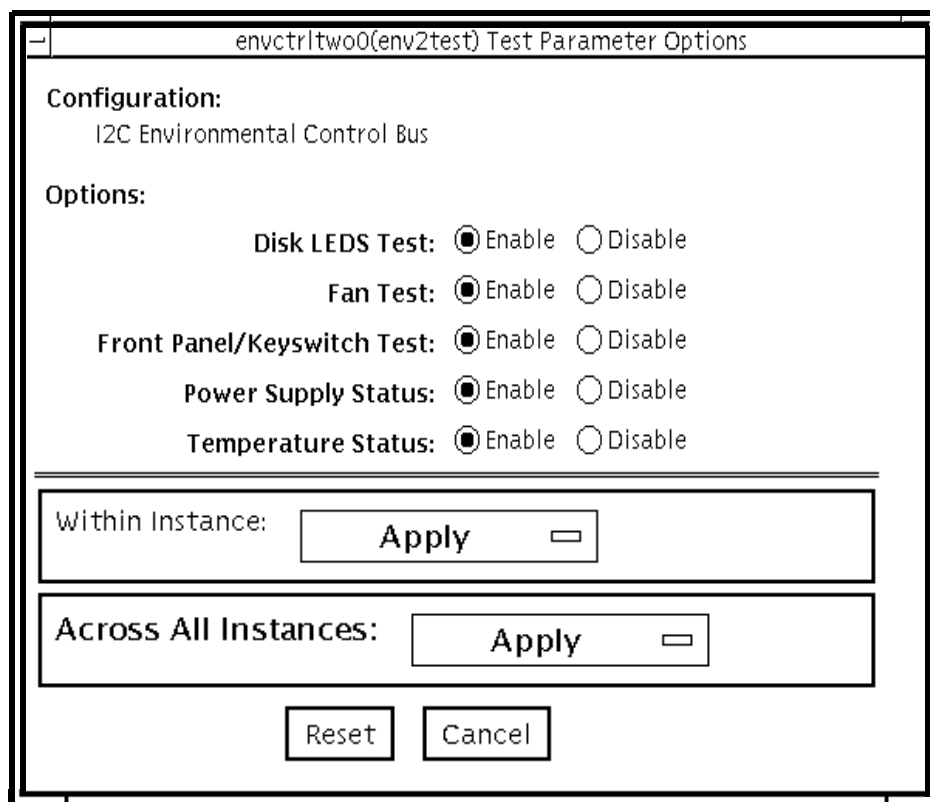 envctrltwo0(env2test) Test Parameter Options
Configuration:
I2C Environmental Control Bus
Options:
Disk LEDS Test: Enable Disable
Fan Test: Enable Disable
Front Panel/Keyswitch Test: Enable Disable
Power Supply Status: Enable Disable
Temperature Status: Enable Disable
Within Instance: Apply
Across All Instances: Apply
Reset Cancel